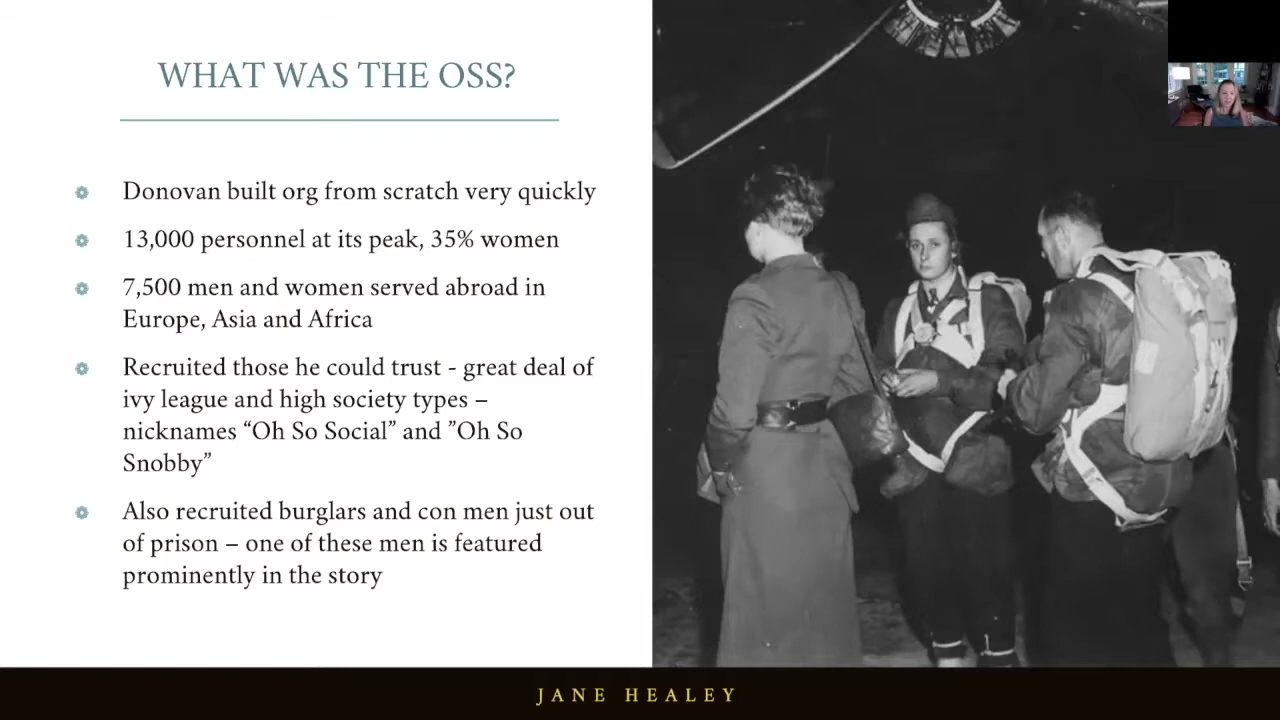 WHAT WAS THE OSS?
Donovan built org from scratch very quickly
13,000 personnel at its peak, 35% women
7,500 men and women served abroad in
Europe, Asia and Africa
Recruited those he could trust - great deal of
ivy league and high society types –
nicknames “Oh So Social” and ”Oh So
Snobby”
Also recruited burglars and con men just out
of prison – one of these men is featured
prominently in the story
JANE HEALEY